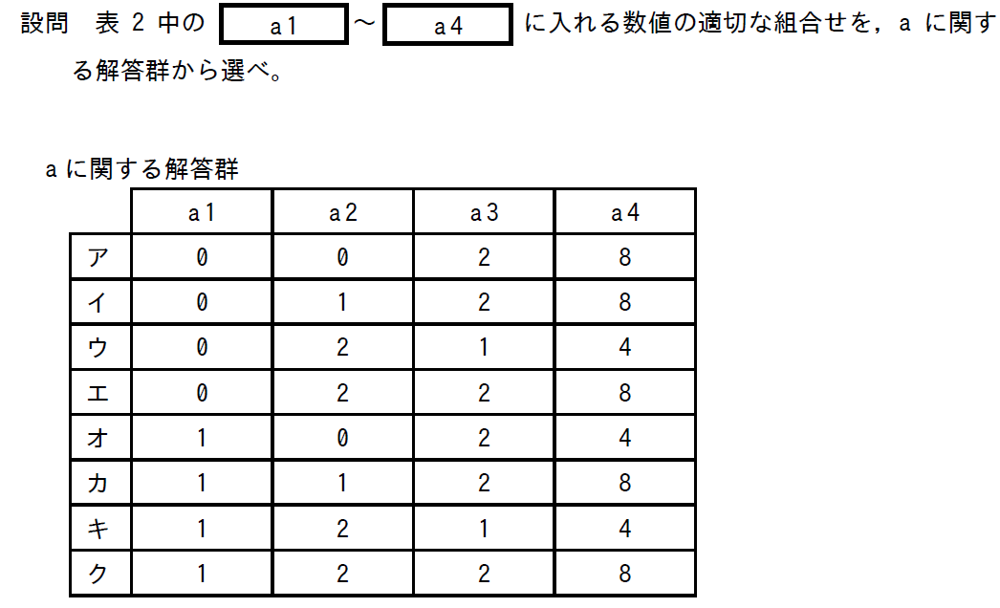 設問　表 2 中の a1 ～ a4 に入れる数値の適切な組合せを，a に関す
る解答群から選べ。
a に関する解答群
a1 a2 a3 a4
ア 0 0 2 8
イ 0 1 2 8
ウ 0 2 1 4
エ 0 2 2 8
オ 1 0 2 4
カ 1 1 2 8
キ 1 2 1 4
ク 1 2 2 8